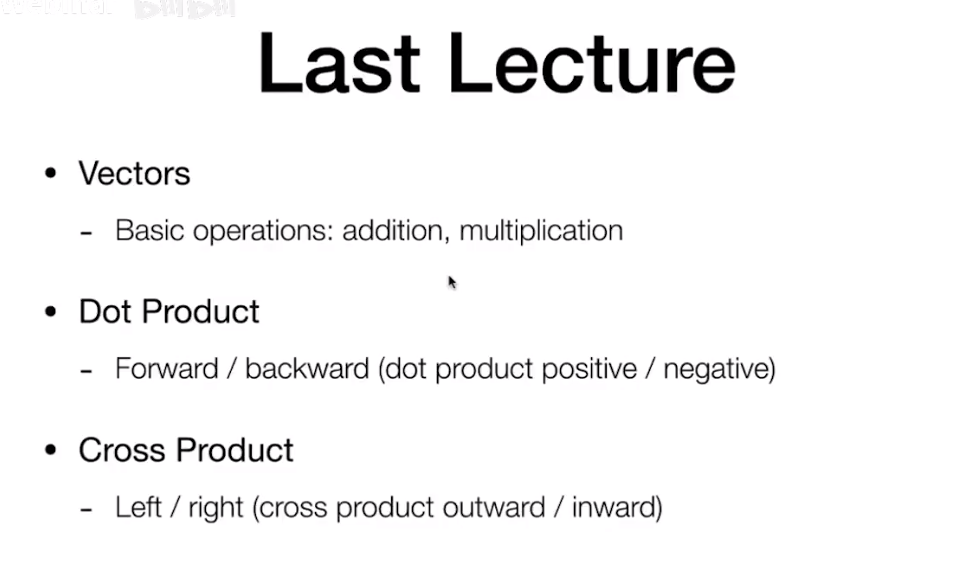 Last Lecture
• Vectors
- Basic operations: addition, multiplication
• Dot Product
- Forward / backward (dot product positive / negative)
• Cross Product
- Left / right (cross product outward / inward)